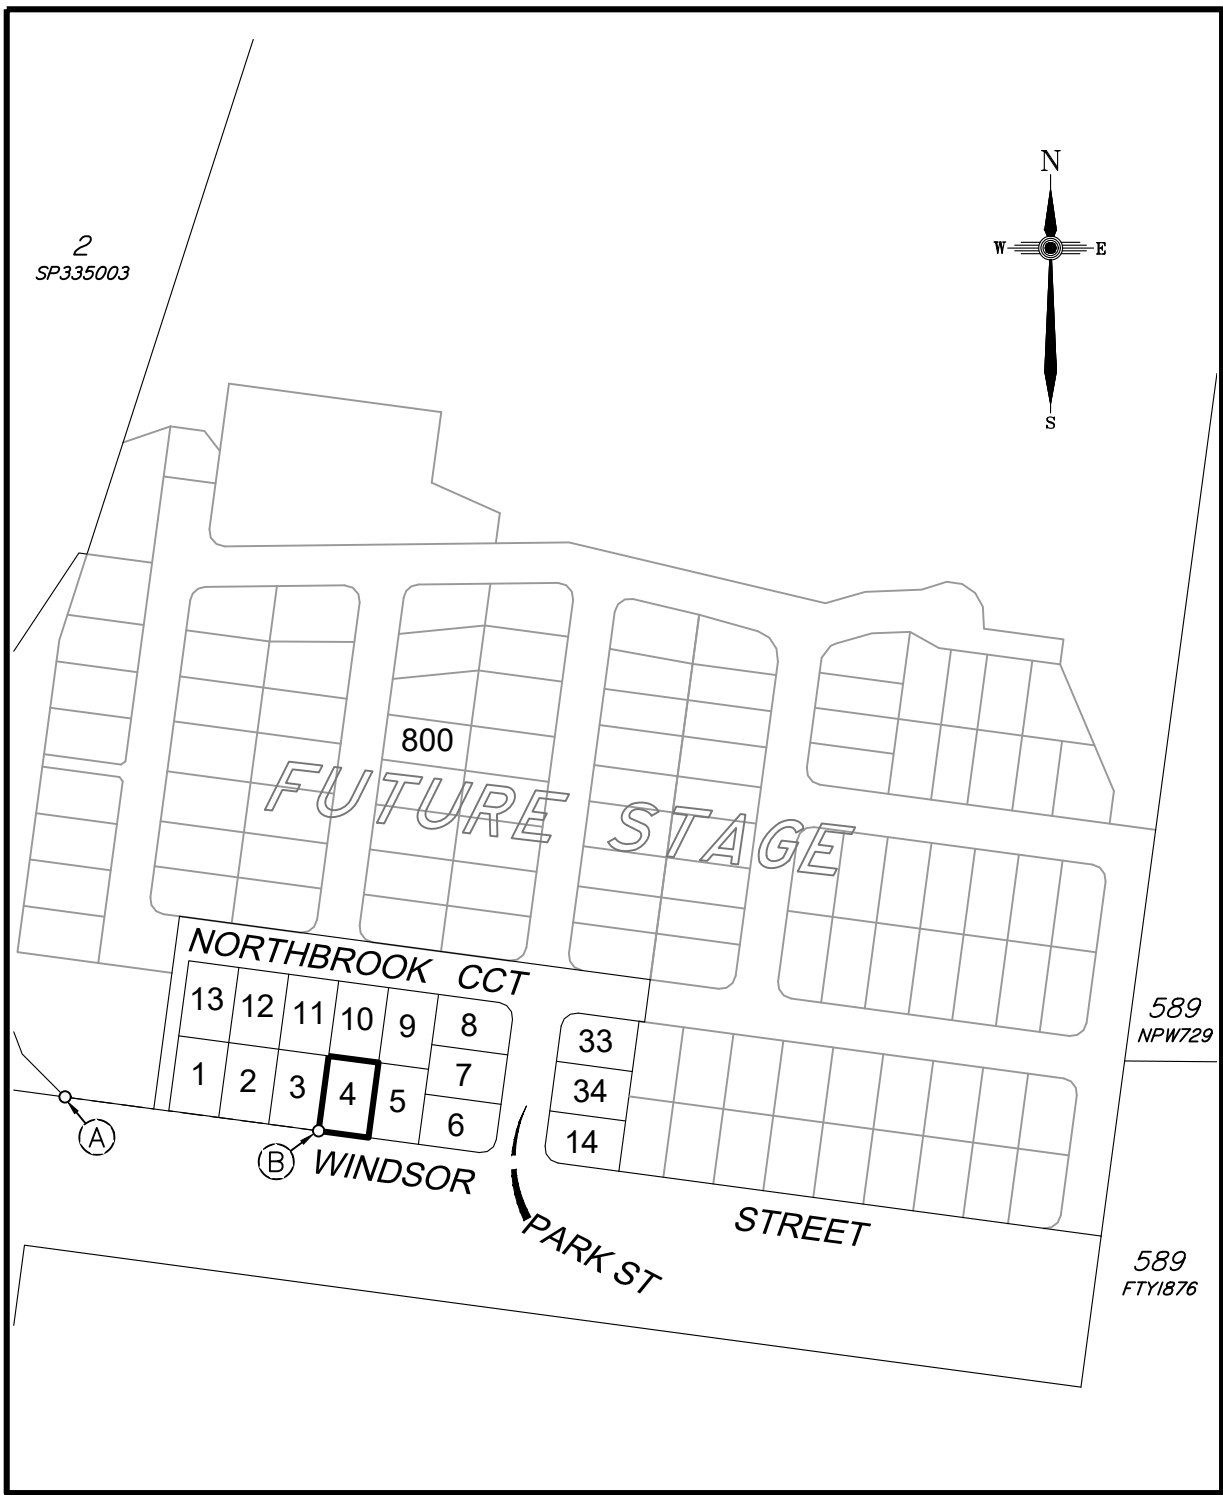 N
W
E
S
2
SP335003
800
FUTURE STAGE
NORTHBROOK CCT
13
12
11
10
9
8
7
6
1
2
3
4
5
33
34
14
A
B
WINDSOR
STREET
PARK ST
589
NPW729
589
FTY1876